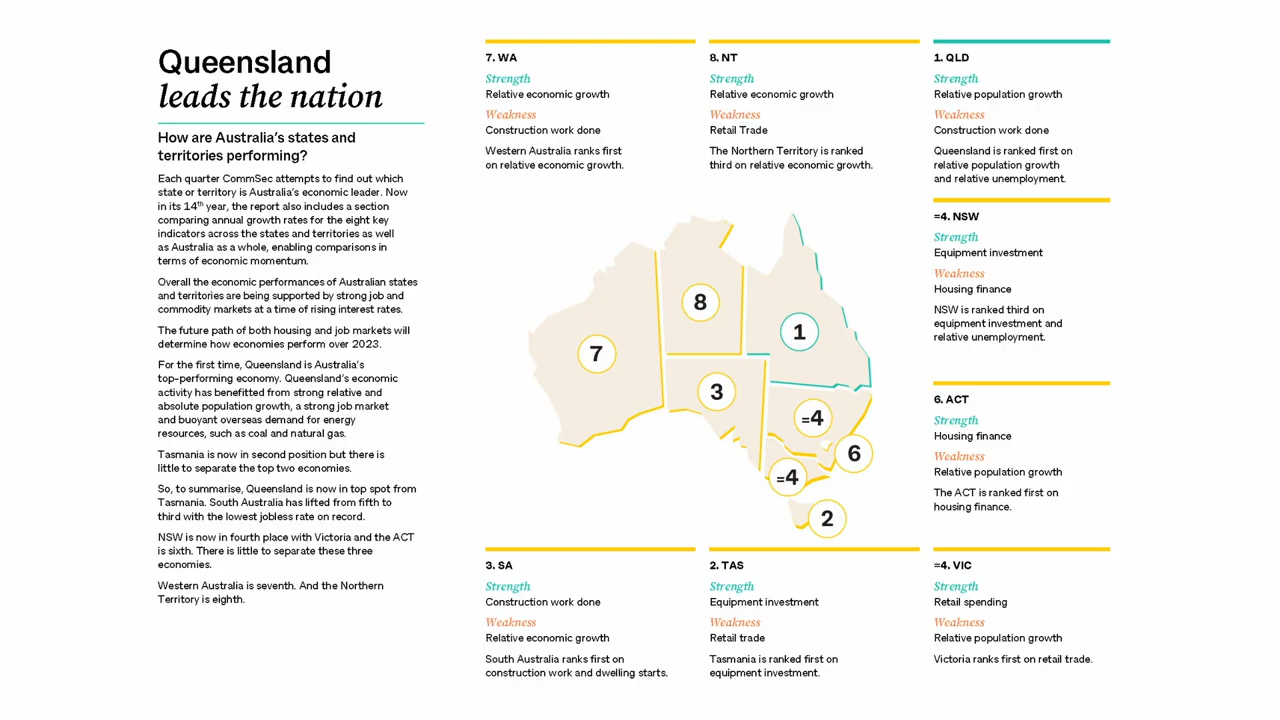 Queensland
leads the nation
How are Australia's states and
territories performing?
Each quarter CommSec attempts to find out which
state or territory is Australia's economic leader. Now
in its 14th year, the report also includes a section
comparing annual growth rates for the eight key
indicators across the states and territories as well
as Australia as a whole, enabling comparisons in
terms of economic momentum.
Overall the economic performances of Australian states
and territories are being supported by strong job and
commodity markets at a time of rising interest rates.
The future path of both housing and job markets will
determine how economies perform over 2023.
For the first time, Queensland is Australia's
top-performing economy. Queensland's economic
activity has benefitted from strong relative and
absolute population growth, a strong job market
and buoyant overseas demand for energy
resources, such as coal and natural gas.
Tasmania is now in second position but there is
little to separate the top two economies.
So, to summarise, Queensland is now in top spot from
Tasmania. South Australia has lifted from fifth to
third with the lowest jobless rate on record.
NSW is now in fourth place with Victoria and the ACT
is sixth. There is little to separate these three
economies.
Western Australia is seventh. And the Northern
Territory is eighth.
7. WA
Strength
Relative economic growth
Weakness
Construction work done
Western Australia ranks first
on relative economic growth.
8. NT
Strength
Relative economic growth
Weakness
Retail Trade
The Northern Territory is ranked
third on relative economic growth.
1. QLD
Strength
Relative population growth
Weakness
Construction work done
Queensland is ranked first on
relative population growth
and relative unemployment.
=4. NSW
Strength
Equipment investment
Weakness
Housing finance
NSW is ranked third on
equipment investment and
relative unemployment.
6. ACT
Strength
Housing finance
Weakness
Relative population growth
The ACT is ranked first on
housing finance.
8
1
7
3
=4
6
=4
2
3. SA
Strength
Construction work done
Weakness
Relative economic growth
South Australia ranks first on
construction work and dwelling starts.
2. TAS
Strength
Equipment investment
Weakness
Retail trade
Tasmania is ranked first on
equipment investment.
=4. VIC
Strength
Retail spending
Weakness
Relative population growth
Victoria ranks first on retail trade.